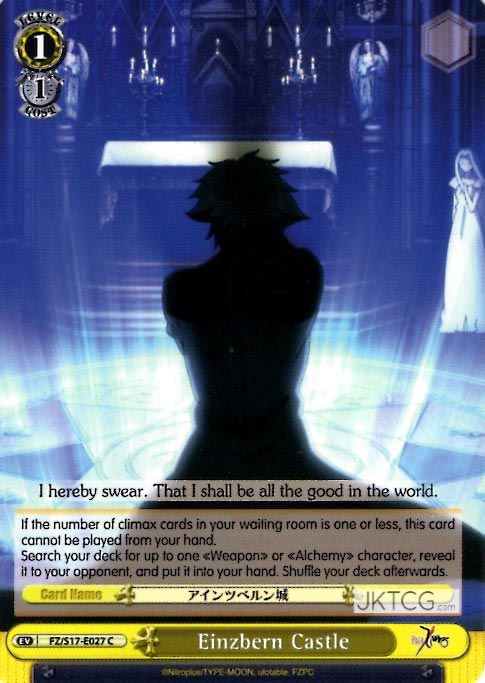 LEVEL
1
1
COST
I hereby swear. That I shall be all the good in the world.
If the number of climax cards in your waiting room is one or less, this card
cannot be played from your hand.
Search your deck for up to one «Weapon» or «Alchemy» character, reveal
it to your opponent, and put it into your hand. Shuffle your deck afterwards.
Card Name アインツベルン城
JKTCG.com
EV FZ/S17-E027 C Einzbern Castle
©Nitroplus/TYPE-MOON, ufotable, FZPC